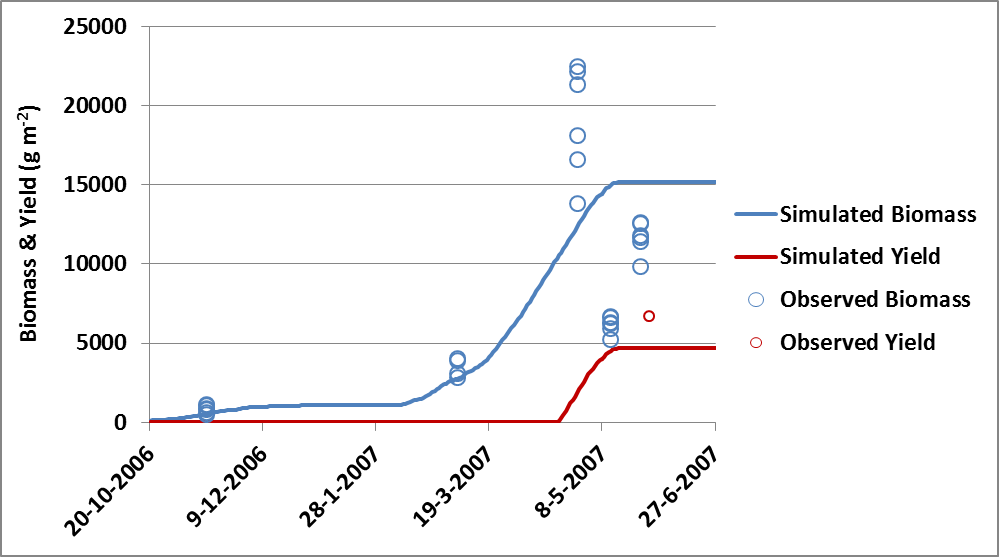 Biomass & Yield (g m-2)
25000
20000
15000
10000
5000
0
20-10-2006
9-12-2006
28-1-2007
19-3-2007
8-5-2007
27-6-2007
Simulated Biomass
Simulated Yield
Observed Biomass
Observed Yield